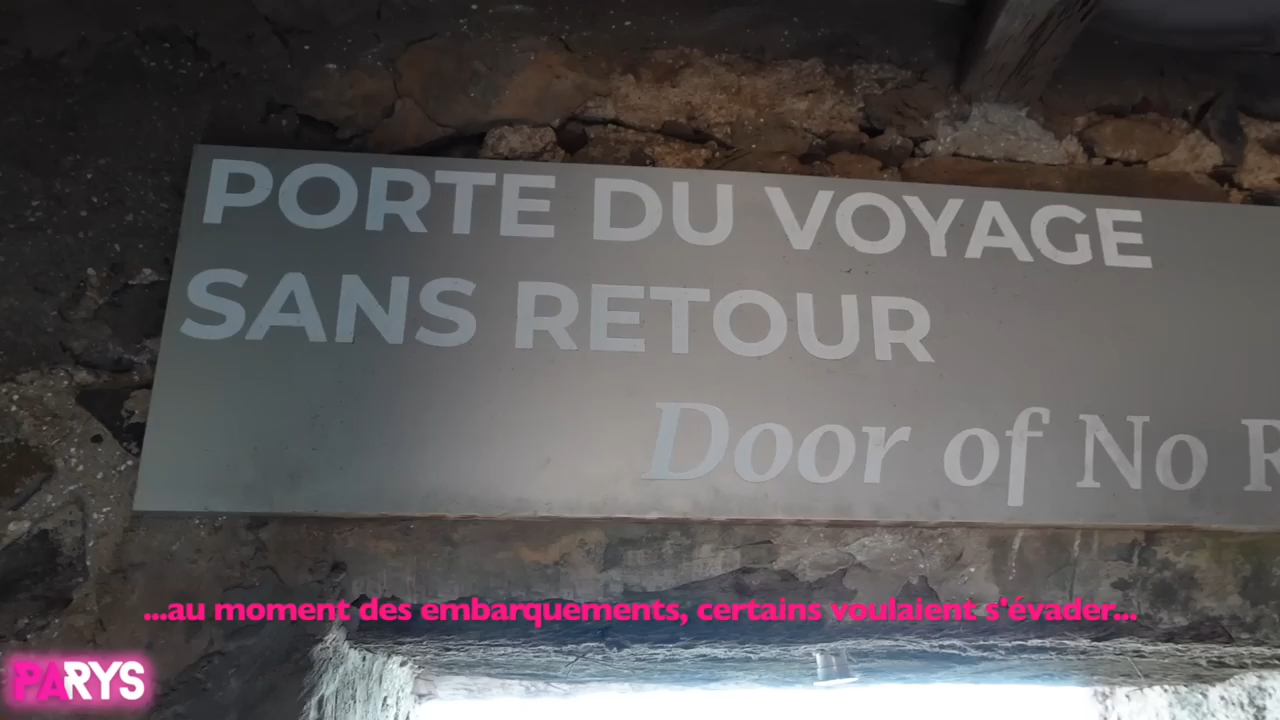 PORTE DU VOYAGE
SANS RETOUR
Door of No R
...au moment des embarquements, certains voulaient s'évader...
PARYS